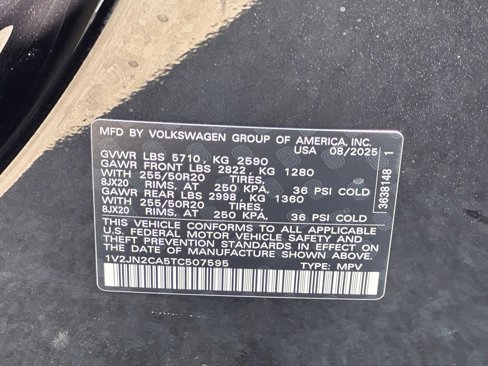 MFD BY VOLKSWAGEN GROUP OF AMERICA, INC.
USA 08/2025 1
GVWR LBS 5710, KG 2590
GAWR FRONT LBS 2822, KG 1280
WITH 255/50R20 TIRES,
8JX20 RIMS, AT 250 KPA, 36 PSI COLD
GAWR REAR LBS 2998, KG 1360
WITH 255/50R20 TIRES,
8JX20 RIMS, AT 250 KPA, 36 PSI COLD
THIS VEHICLE CONFORMS TO ALL APPLICABLE
U.S. FEDERAL MOTOR VEHICLE SAFETY AND
THEFT PREVENTION STANDARDS IN EFFECT ON
THE DATE OF MANUFACTURE SHOWN ABOVE
1V2JN2CA5TC507595 TYPE: MPV
3638148